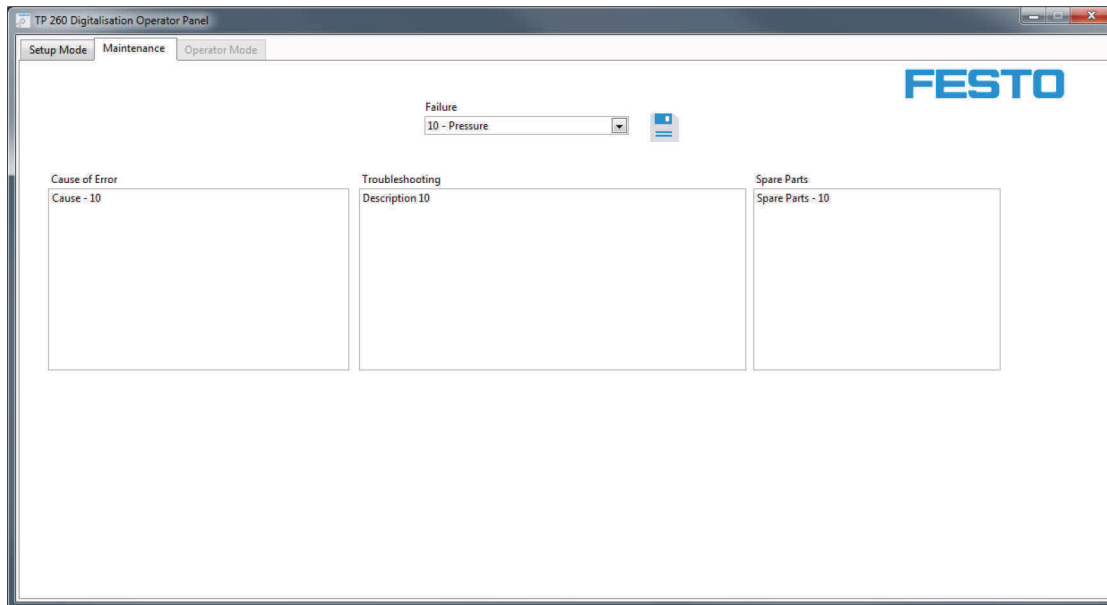 TP 260 Digitalisation Operator Panel
Setup Mode Maintenance Operator Mode
FESTO
Failure
10 - Pressure
Cause of Error Troubleshooting Spare Parts
Cause - 10 Description 10 Spare Parts - 10